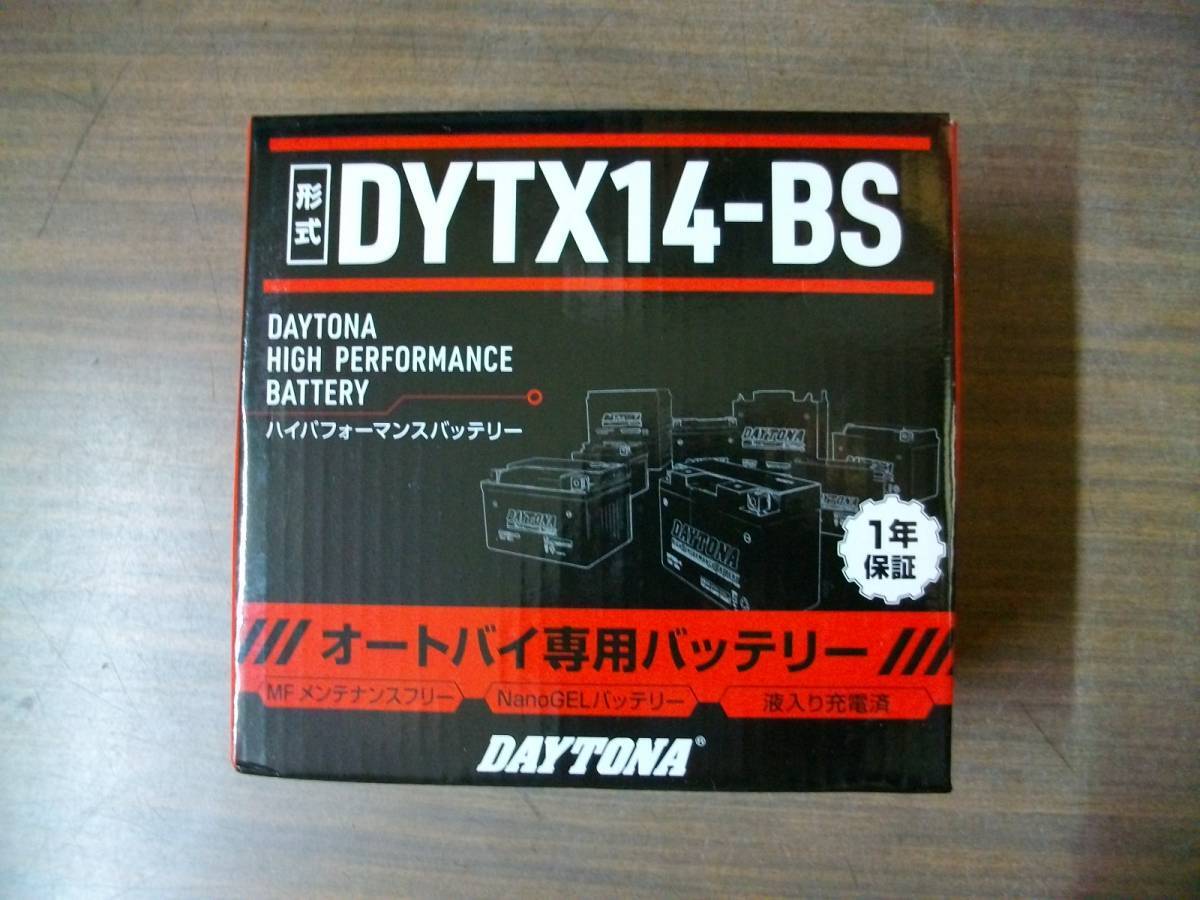 形式
DYTX14-BS
DAYTONA
HIGH PERFORMANCE
BATTERY
ハイパフォーマンスバッテリー
DAYTONA
DAYTONA
DAYTONA
1年
保証
オートバイ専用バッテリー
MF メンテナンスフリー
NanoGELバッテリー
液入り充電済
DAYTONA®